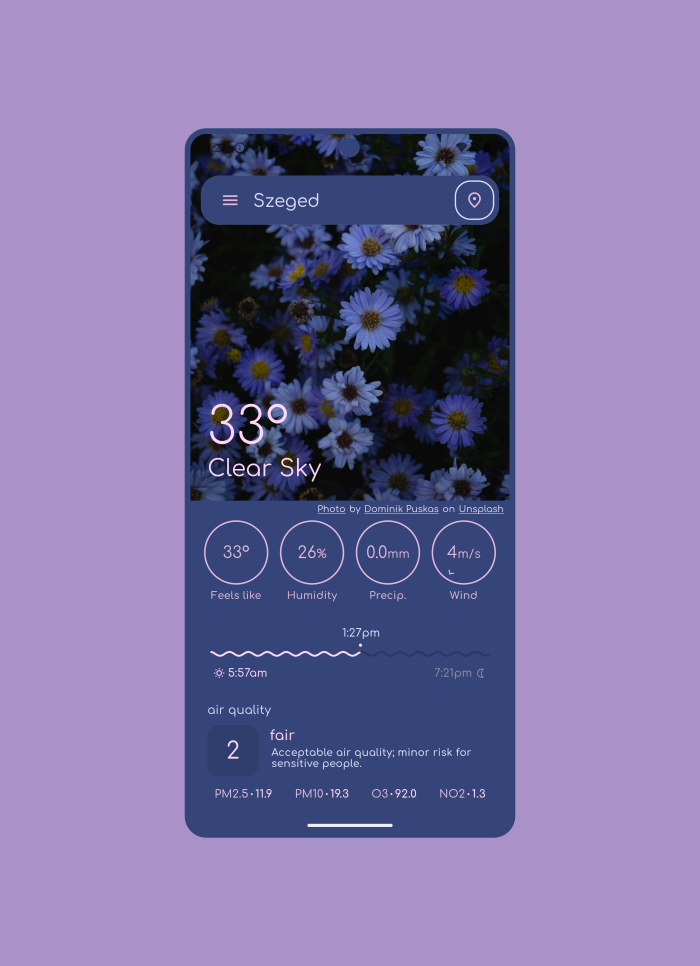 Szeged
33°
Clear Sky
Photo by Dominik Puskas on Unsplash
33° 26% 0.0mm 4m/s
Feels like Humidity Precip. Wind
1:27pm
5:57am 7:21pm
air quality
2 fair
Acceptable air quality; minor risk for
sensitive people.
PM2.5•11.9 PM10•19.3 O3•92.0 NO2•1.3